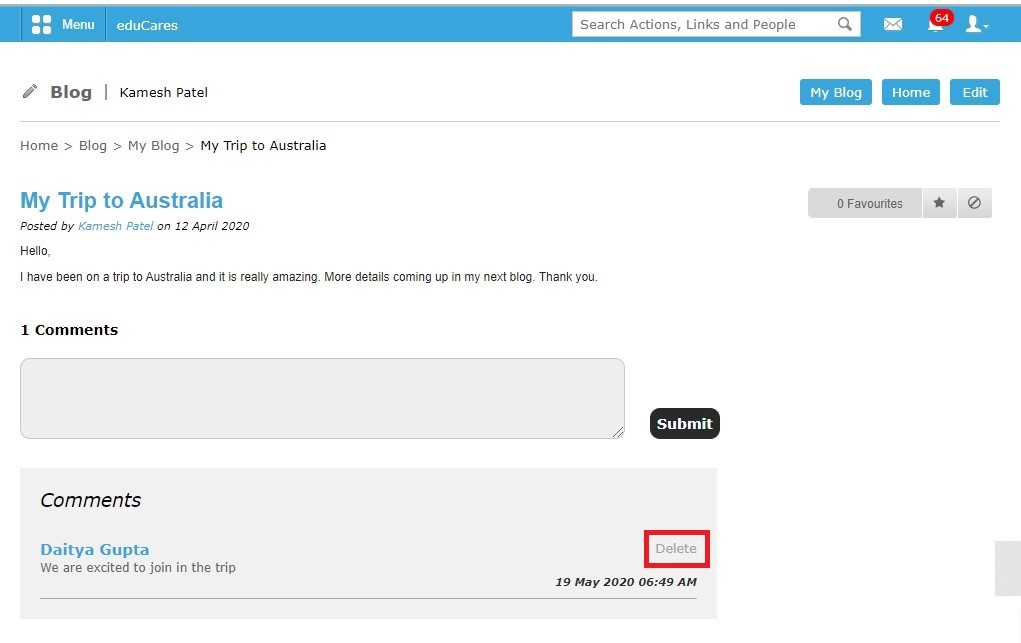 Menu eduCares Search Actions, Links and People 64
Blog | Kamesh Patel My Blog Home Edit
Home > Blog > My Blog > My Trip to Australia
My Trip to Australia 0 Favourites
Posted by Kamesh Patel on 12 April 2020
Hello,
I have been on a trip to Australia and it is really amazing. More details coming up in my next blog. Thank you.
1 Comments
Submit
Comments
Daitya Gupta Delete
We are excited to join in the trip
19 May 2020 06:49 AM